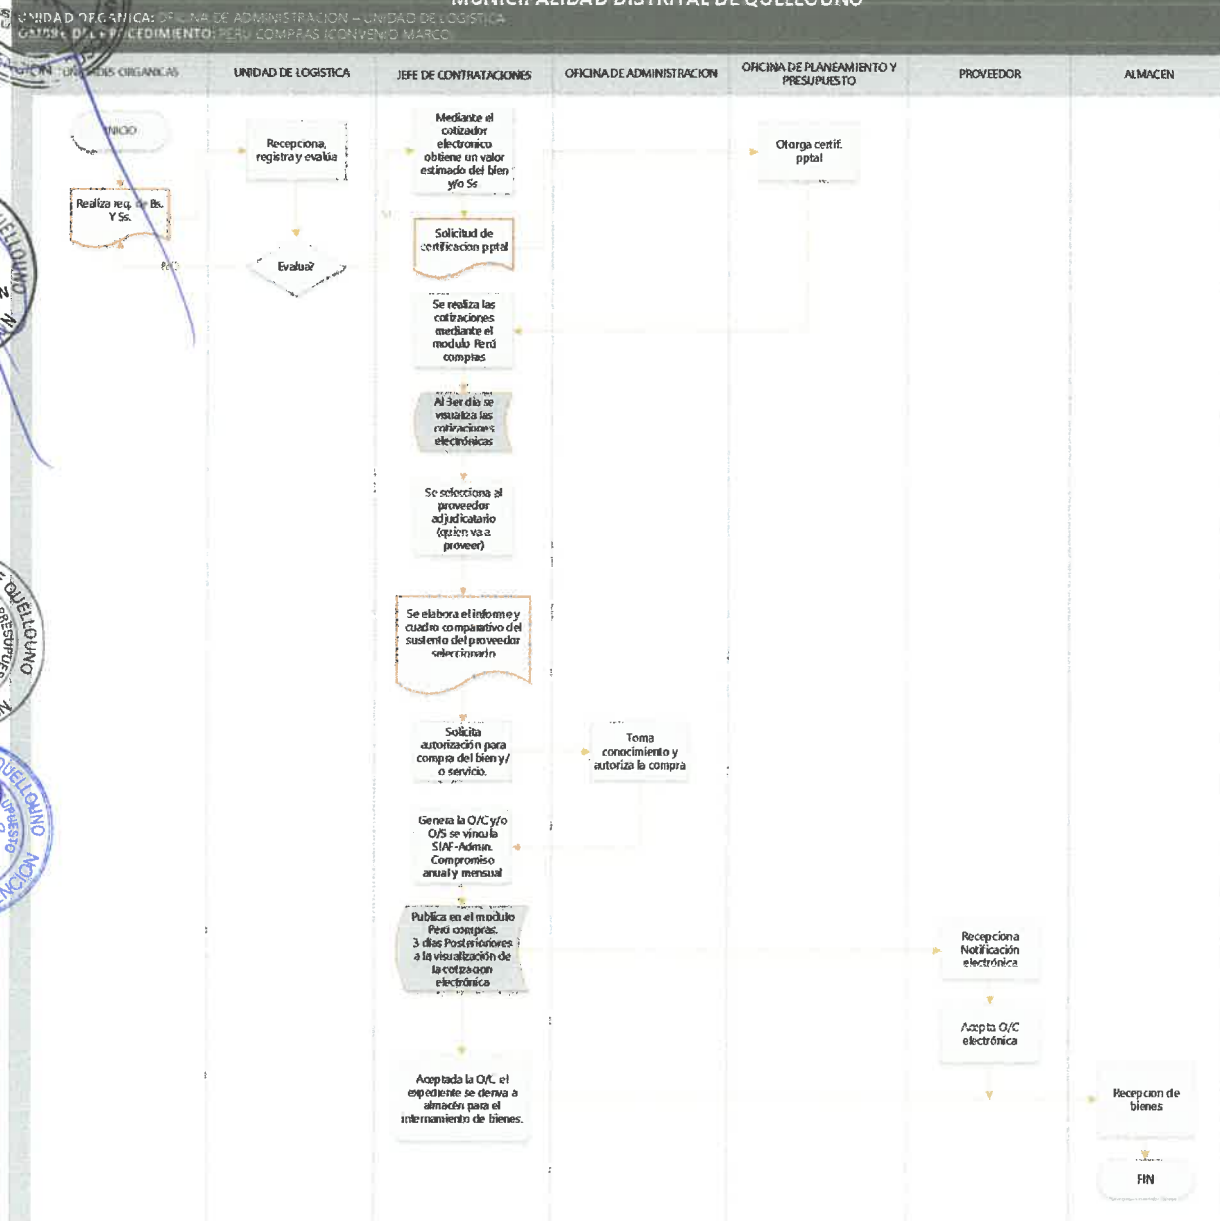 MUNICIPALIDAD DISTRITAL DE QUELLOUNO
UNIDAD ORGANICA: OFICINA DE ADMINISTRACION – UNIDAD DE LOGISTICA
PROCEDIMIENTO: PERU COMPRAS (CONVENIO MARCO)
UNIDADES ORGANICAS
UNIDAD DE LOGISTICA
JEFE DE CONTRATACIONES
OFICINA DE ADMINISTRACION
OFICINA DE PLANEAMIENTO Y
PRESUPUESTO
PROVEEDOR
ALMACEN
INICIO
Realiza req. de Bs.
Y Ss.
Recepciona,
registra y evalúa
Evalua?
NO
Mediante el
cotizador
electronico
obtiene un valor
estimado del bien
y/o Ss
Otorga certif.
pptal
Solicitud de
certificacion pptal
Se realiza las
cotizaciones
mediante el
modulo Perú
compras
Al 3er día se
visualiza las
cotizaciones
electrónicas
Se selecciona al
proveedor
adjudicatario
(quien va a
proveer)
Se elabora el informe y
cuadro comparativo del
sustento del proveedor
seleccionado
Solicita
autorización para
compra del bien y/
o servicio.
Toma
conocimiento y
autoriza la compra
Genera la O/C y/o
O/S se vincula
SIAF-Admin.
Compromiso
anual y mensual
Publica en el modulo
Perú compras.
3 días Posterioriores
a la visualización de
la cotizacion
electrónica
Recepciona
Notificación
electrónica
Acepta O/C
electrónica
Aceptada la O/C, el
expediente se deriva a
almacén para el
internamiento de bienes.
Recepcion de
bienes
FIN
QUELLOUNO
DE QUELLOUNO
QUELLOUNO